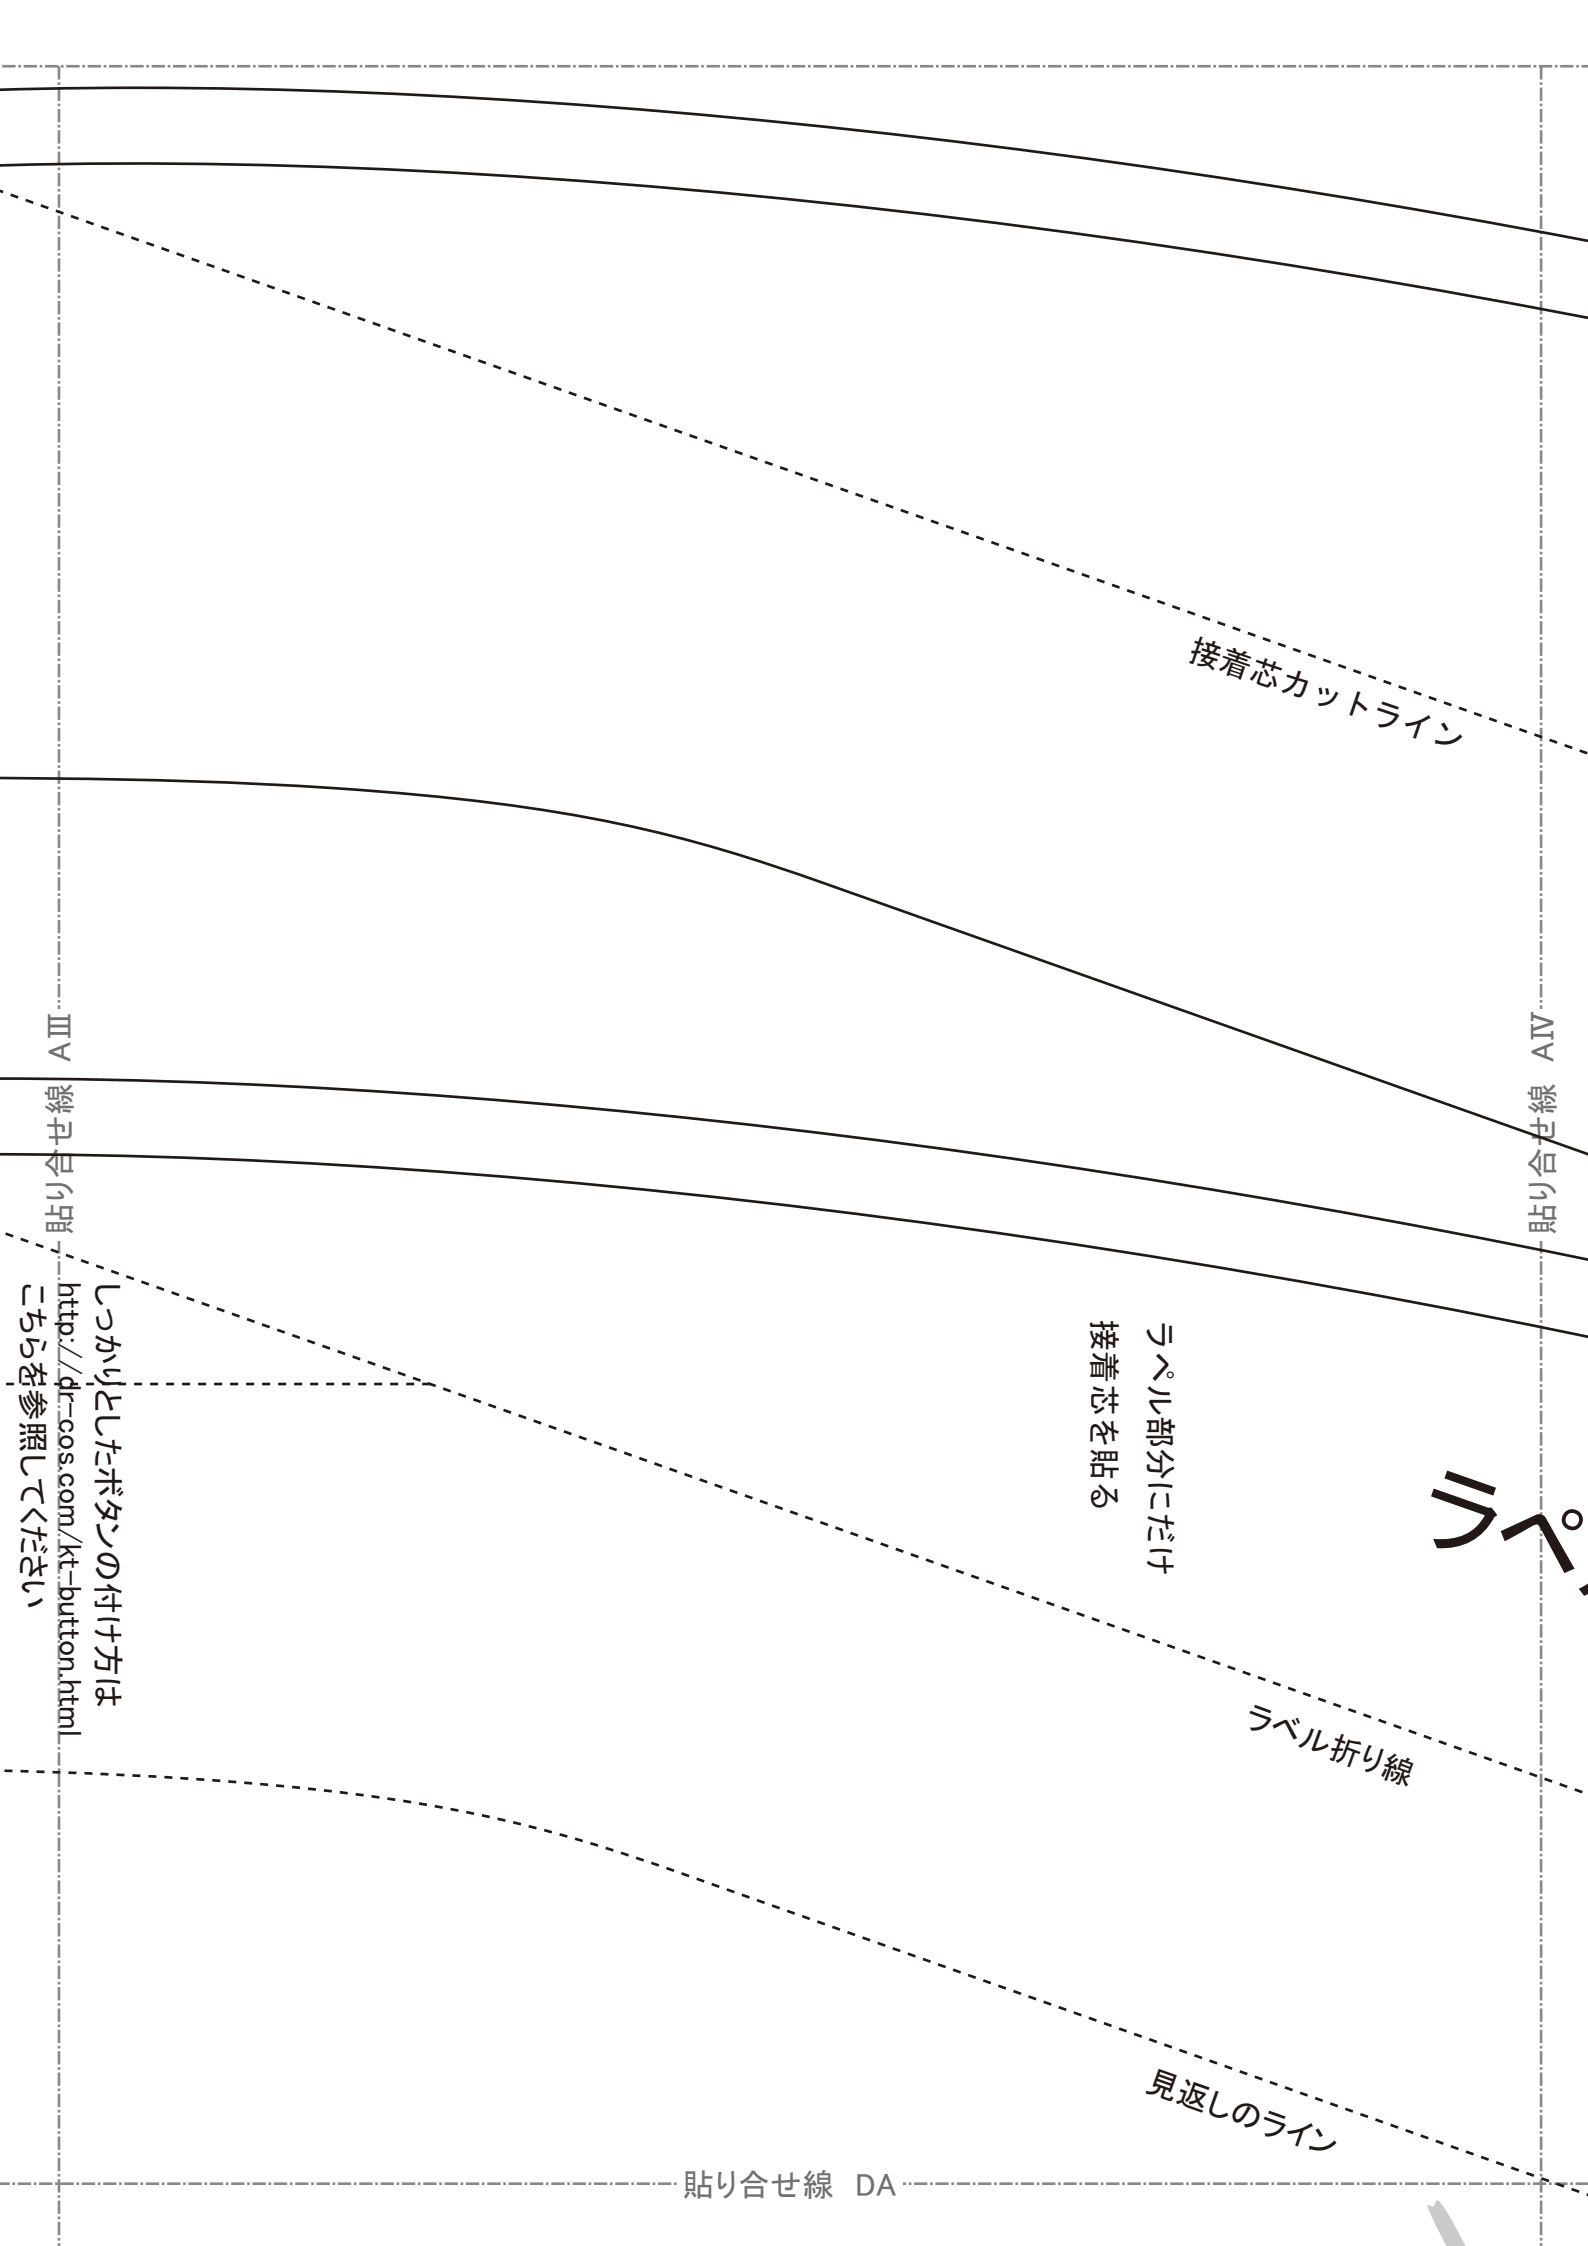 接着芯カットライン
貼り合せ線 AⅢ
貼り合せ線 AⅣ
しっかりとしたボタンの付け方は
http://dr-cos.com/kt-button.html
こちらを参照してください
ラペル部分にだけ
接着芯を貼る
ラペ
ラベル折り線
見返しのライン
貼り合せ線 DA